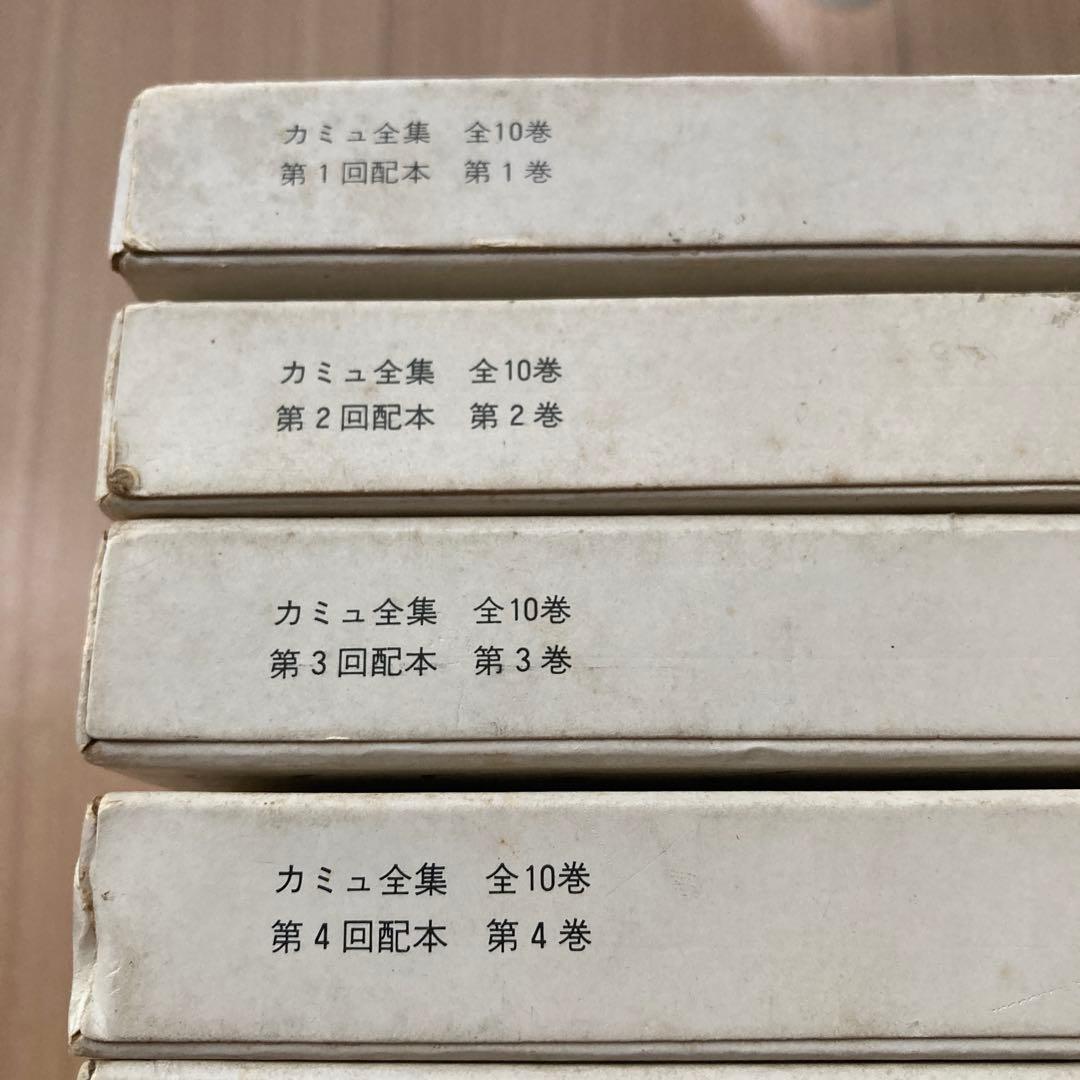 カミュ全集　全10巻
第1回配本　第1巻
カミュ全集　全10巻
第2回配本　第2巻
カミュ全集　全10巻
第3回配本　第3巻
カミュ全集　全10巻
第4回配本　第4巻